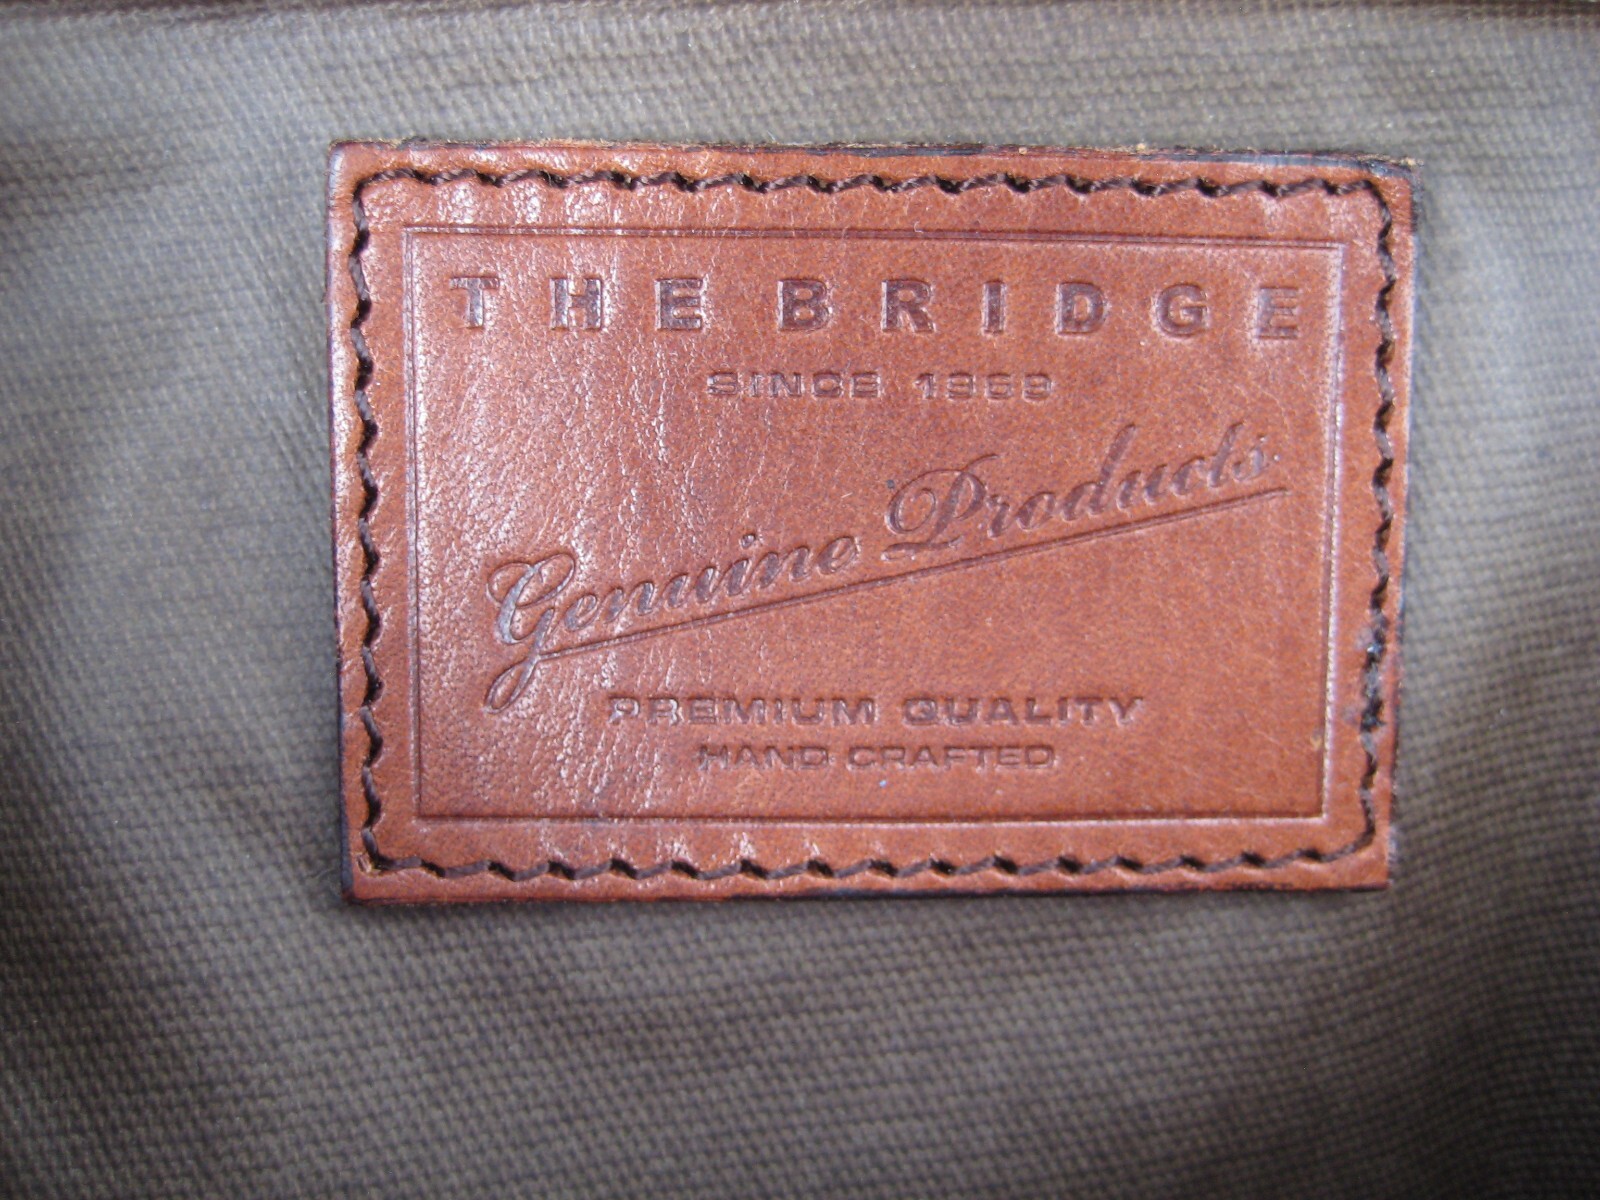 THE BRIDGE
SINCE 1969
Genuine Products
PREMIUM QUALITY
HAND CRAFTED